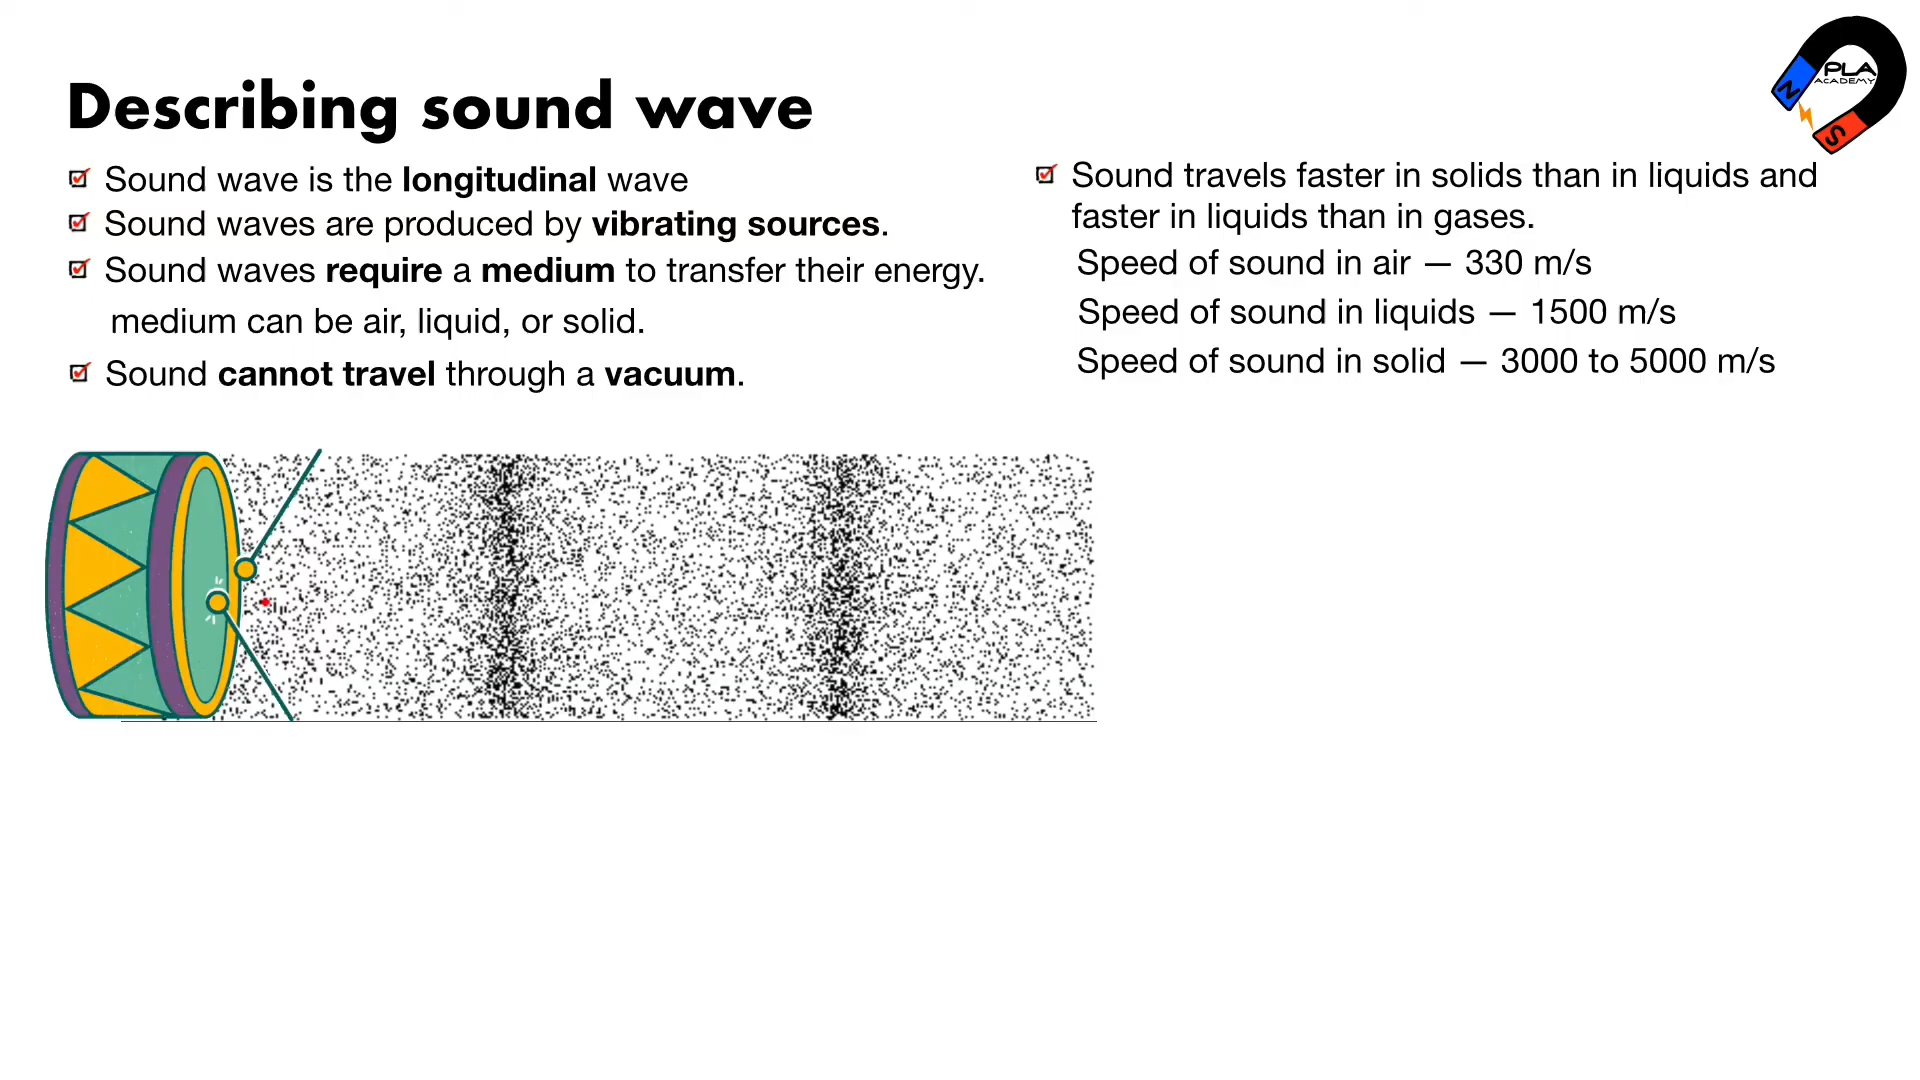 Describing sound wave
Sound wave is the longitudinal wave
Sound waves are produced by vibrating sources.
Sound waves require a medium to transfer their energy.
medium can be air, liquid, or solid.
Sound cannot travel through a vacuum.
Sound travels faster in solids than in liquids and
faster in liquids than in gases.
Speed of sound in air — 330 m/s
Speed of sound in liquids — 1500 m/s
Speed of sound in solid — 3000 to 5000 m/s
PLA
ACADEMY
N
S